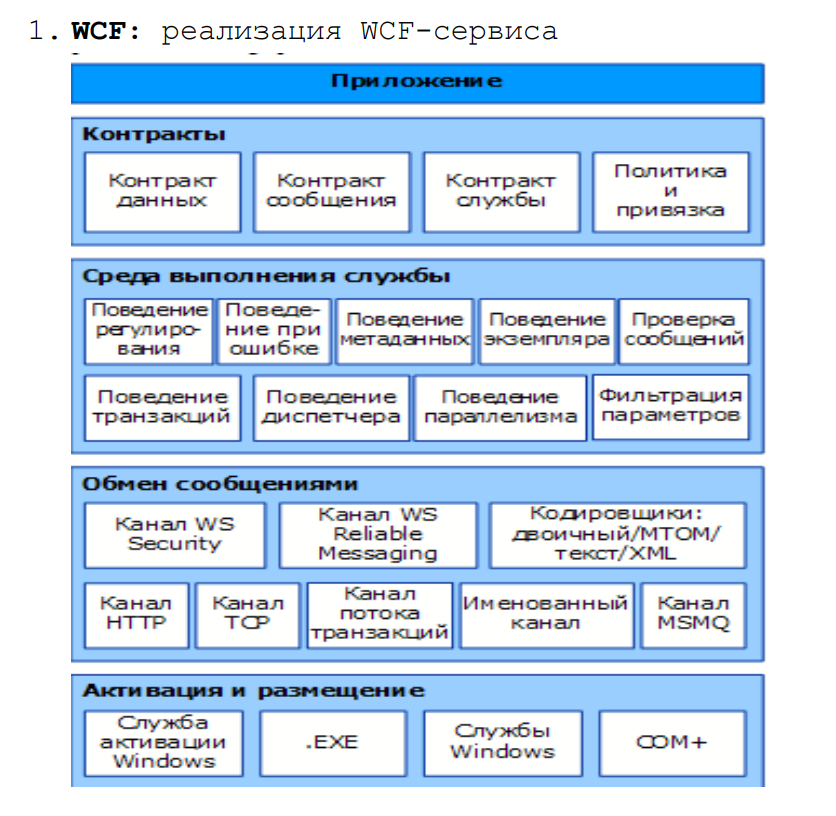 1. WCF: реализация WCF-сервиса
Приложение
Контракты
Контракт
данных
Контракт
сообщения
Контракт
службы
Политика
и
привязка
Среда выполнения службы
Поведение
регулиро-
вания
Поведе-
ние при
ошибке
Поведение
метаданных
Поведение
экземпляра
Проверка
сообщений
Поведение
транзакций
Поведение
диспетчера
Поведение
параллелизма
Фильтрация
параметров
Обмен сообщениями
Канал WS
Security
Канал WS
Reliable
Messaging
Кодировщики:
двоичный/MTOM/
текст/XML
Канал
HTTP
Канал
TCP
Канал
потока
транзакций
Именованный
канал
Канал
MSMQ
Активация и размещение
Служба
активации
Windows
.EXE
Службы
Windows
COM+